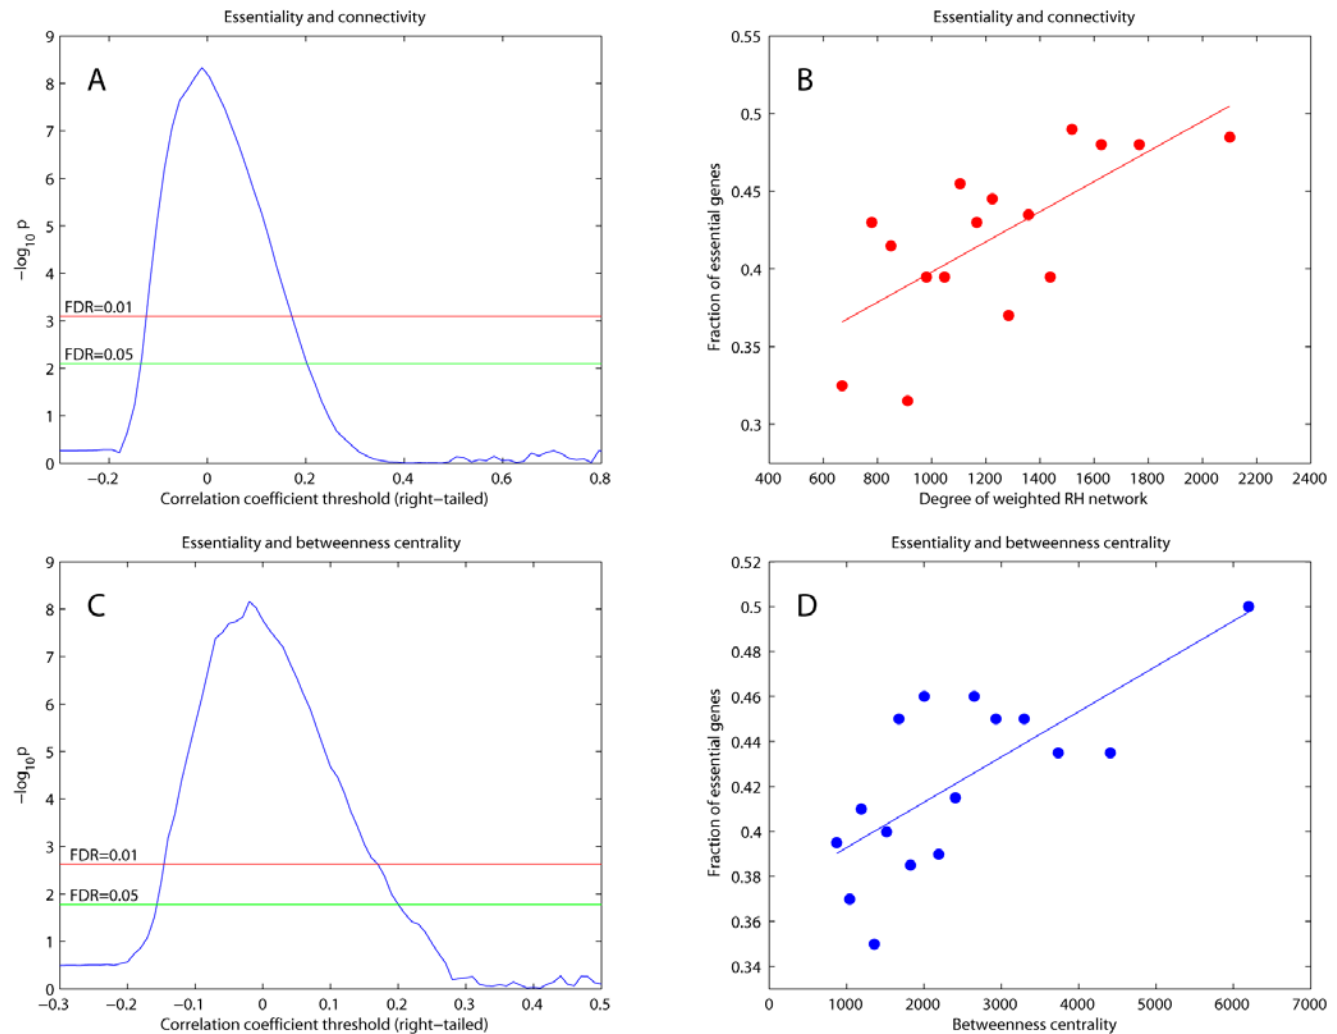 Essentiality and connectivity
A
9
8
7
6
5
4
3
2
1
0
−log10 p
FDR=0.01
FDR=0.05
−0.2 0 0.2 0.4 0.6 0.8
Correlation coefficient threshold (right−tailed)
Essentiality and connectivity
B
0.55
0.5
0.45
0.4
0.35
0.3
Fraction of essential genes
400 600 800 1000 1200 1400 1600 1800 2000 2200 2400
Degree of weighted RH network
Essentiality and betweenness centrality
C
9
8
7
6
5
4
3
2
1
0
−log10p
FDR=0.01
FDR=0.05
−0.3 −0.2 −0.1 0 0.1 0.2 0.3 0.4 0.5
Correlation coefficient threshold (right−tailed)
Essentiality and betweenness centrality
D
0.52
0.5
0.48
0.46
0.44
0.42
0.4
0.38
0.36
0.34
Fraction of essential genes
0 1000 2000 3000 4000 5000 6000 7000
Betweenness centrality